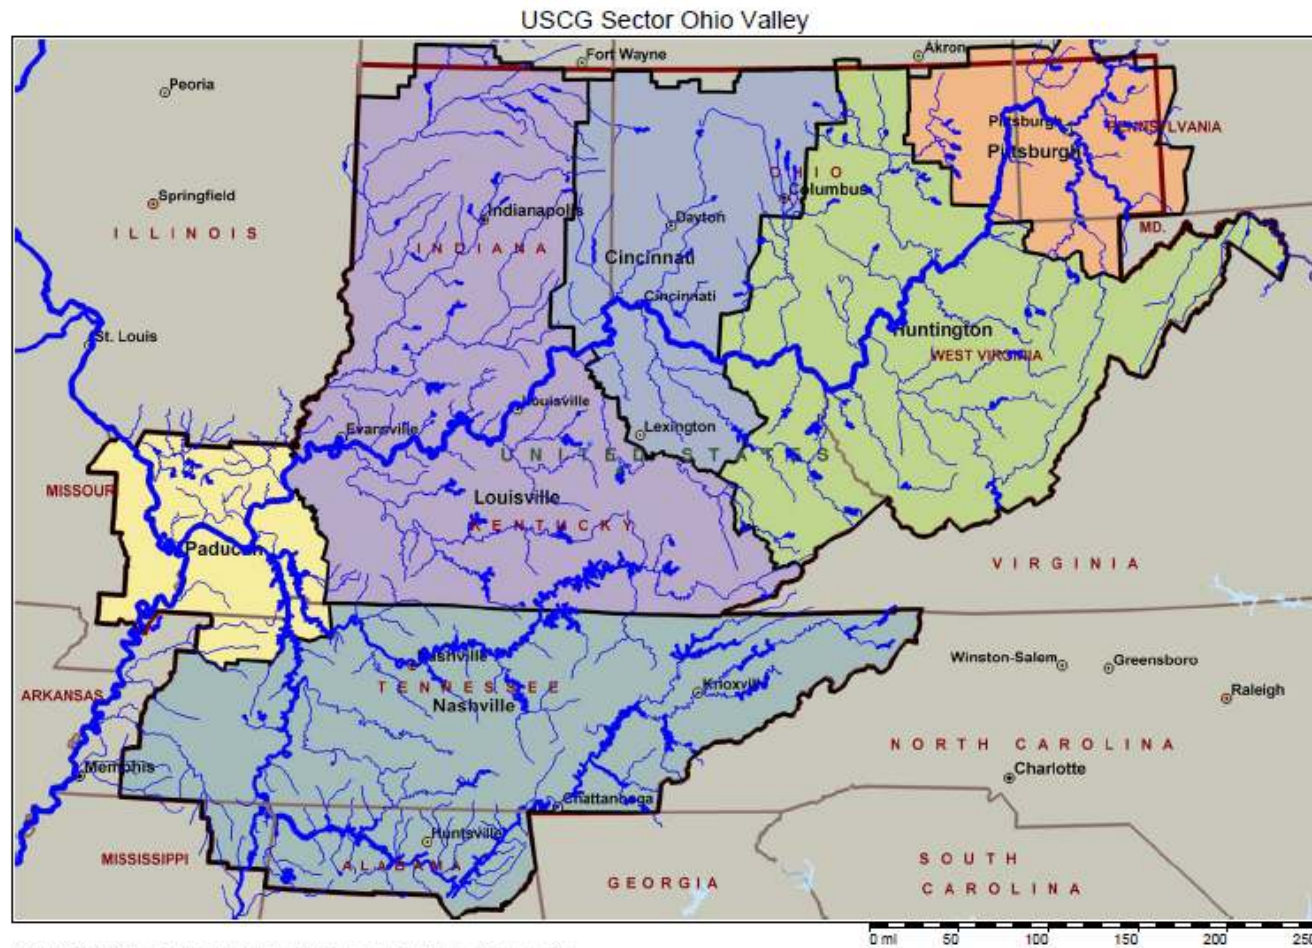 USCG Sector Ohio Valley
Fort Wayne
Akron
Peoria
Pittsburgh
PENNSYLVANIA
Pittsburgh
OHIO
Columbus
Springfield
Indianapolis
Dayton
ILLINOIS
INDIANA
MD.
Cincinnati
Cincinnati
St. Louis
Huntington
WEST VIRGINIA
Louisville
Evansville
Lexington
UNITED STATES
MISSOURI
Louisville
KENTUCKY
Paducah
VIRGINIA
Nashville
Winston-Salem
Greensboro
ARKANSAS
TENNESSEE
Knoxville
Raleigh
Nashville
NORTH CAROLINA
Memphis
Charlotte
Chattanooga
Huntsville
MISSISSIPPI
ALABAMA
GEORGIA
SOUTH
CAROLINA
0 mi 50 100 150 200 250